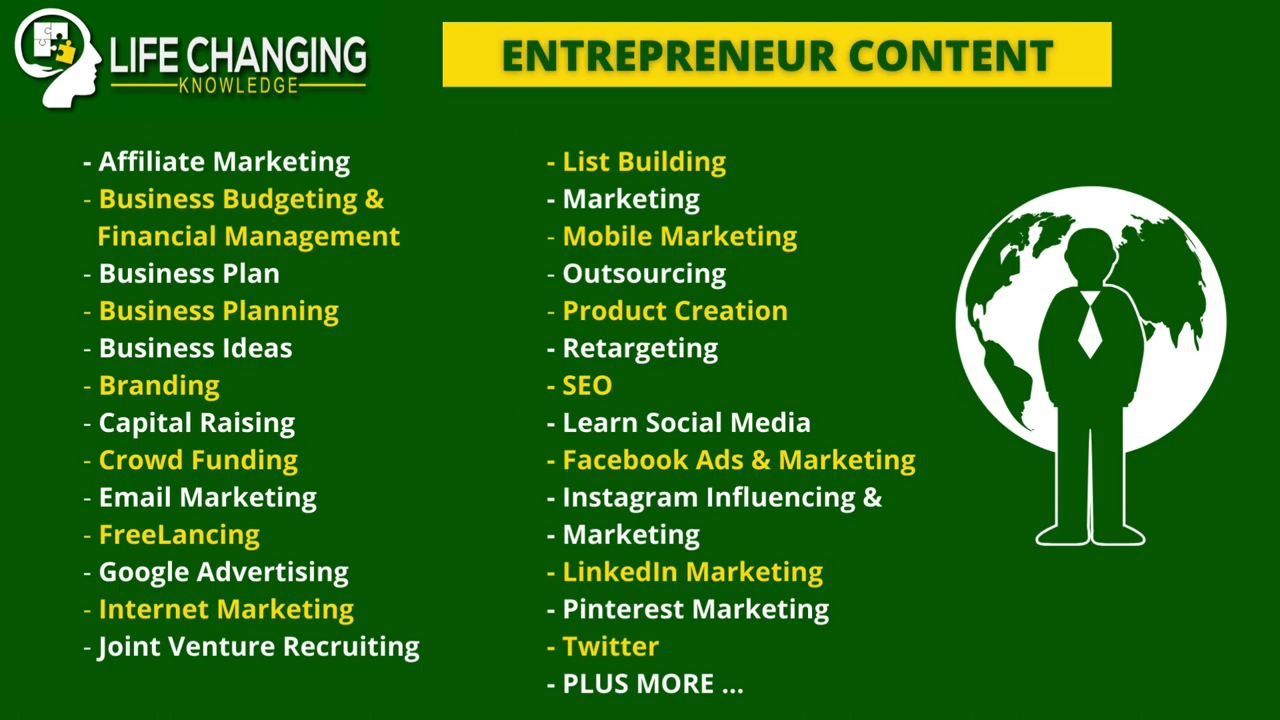 LIFE CHANGING
KNOWLEDGE
ENTREPRENEUR CONTENT
- Affiliate Marketing
- Business Budgeting &
Financial Management
- Business Plan
- Business Planning
- Business Ideas
- Branding
- Capital Raising
- Crowd Funding
- Email Marketing
- FreeLancing
- Google Advertising
- Internet Marketing
- Joint Venture Recruiting
- List Building
- Marketing
- Mobile Marketing
- Outsourcing
- Product Creation
- Retargeting
- SEO
- Learn Social Media
- Facebook Ads & Marketing
- Instagram Influencing &
- Marketing
- LinkedIn Marketing
- Pinterest Marketing
- Twitter
- PLUS MORE ...